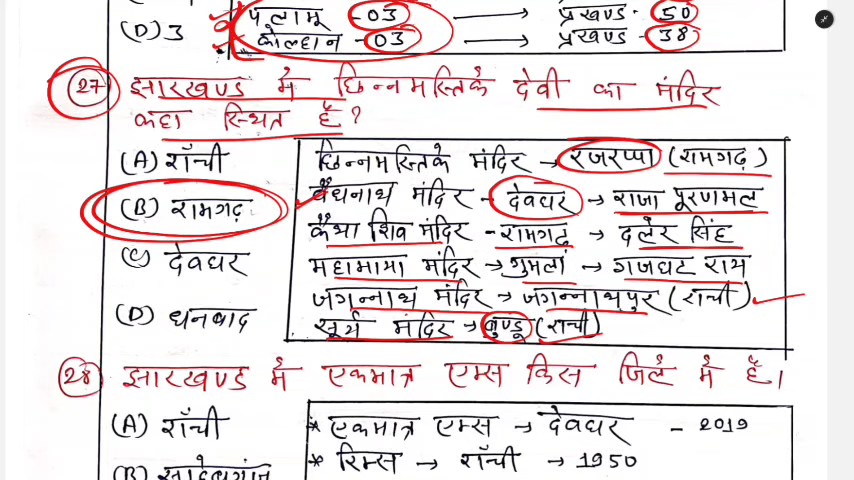 पलामू - 03 → प्रखण्ड - 50
(D) 3
कोल्हान - 03 → प्रखण्ड - 38
27 झारखण्ड में छिन्नमस्तिके देवी का मंदिर
कहा स्थित है?
(A) राँची
(B) रामगढ़
(C) देवघर
(D) धनबाद
छिन्नमस्तिके मंदिर → रजरप्पा (रामगढ़)
वैधनाथ मंदिर - देवघर → राजा पूरणमल
कैथा शिव मंदिर - रामगढ़ → दलेर सिंह
महामाया मंदिर → गुमला → गजघट राय
जगन्नाथ मंदिर → जगन्नाथपुर (राँची)
सूर्य मंदिर → बुण्डू (राँची)
28 झारखण्ड में एकमात्र एम्स किस जिले में है।
(A) राँची
* एकमात्र एम्स → देवघर - 2019
* रिम्स → राँची → 1950
(B) साहेबगंज